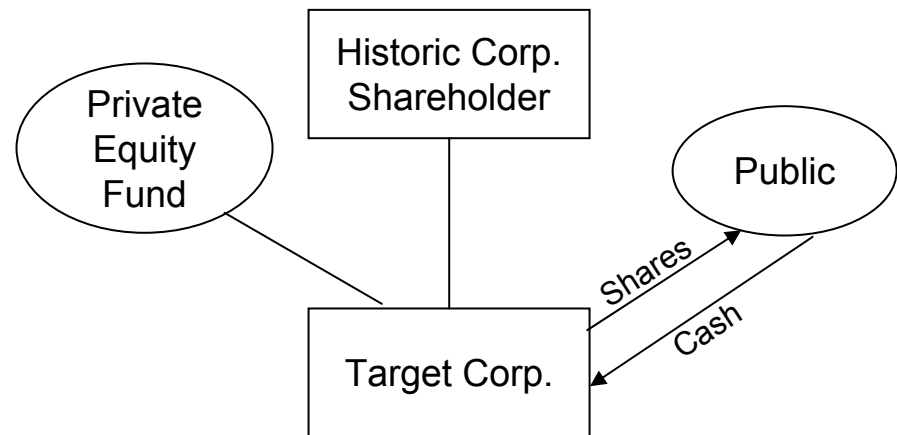 Historic Corp.
Shareholder
Private
Equity
Fund
Public
Shares
Cash
Target Corp.